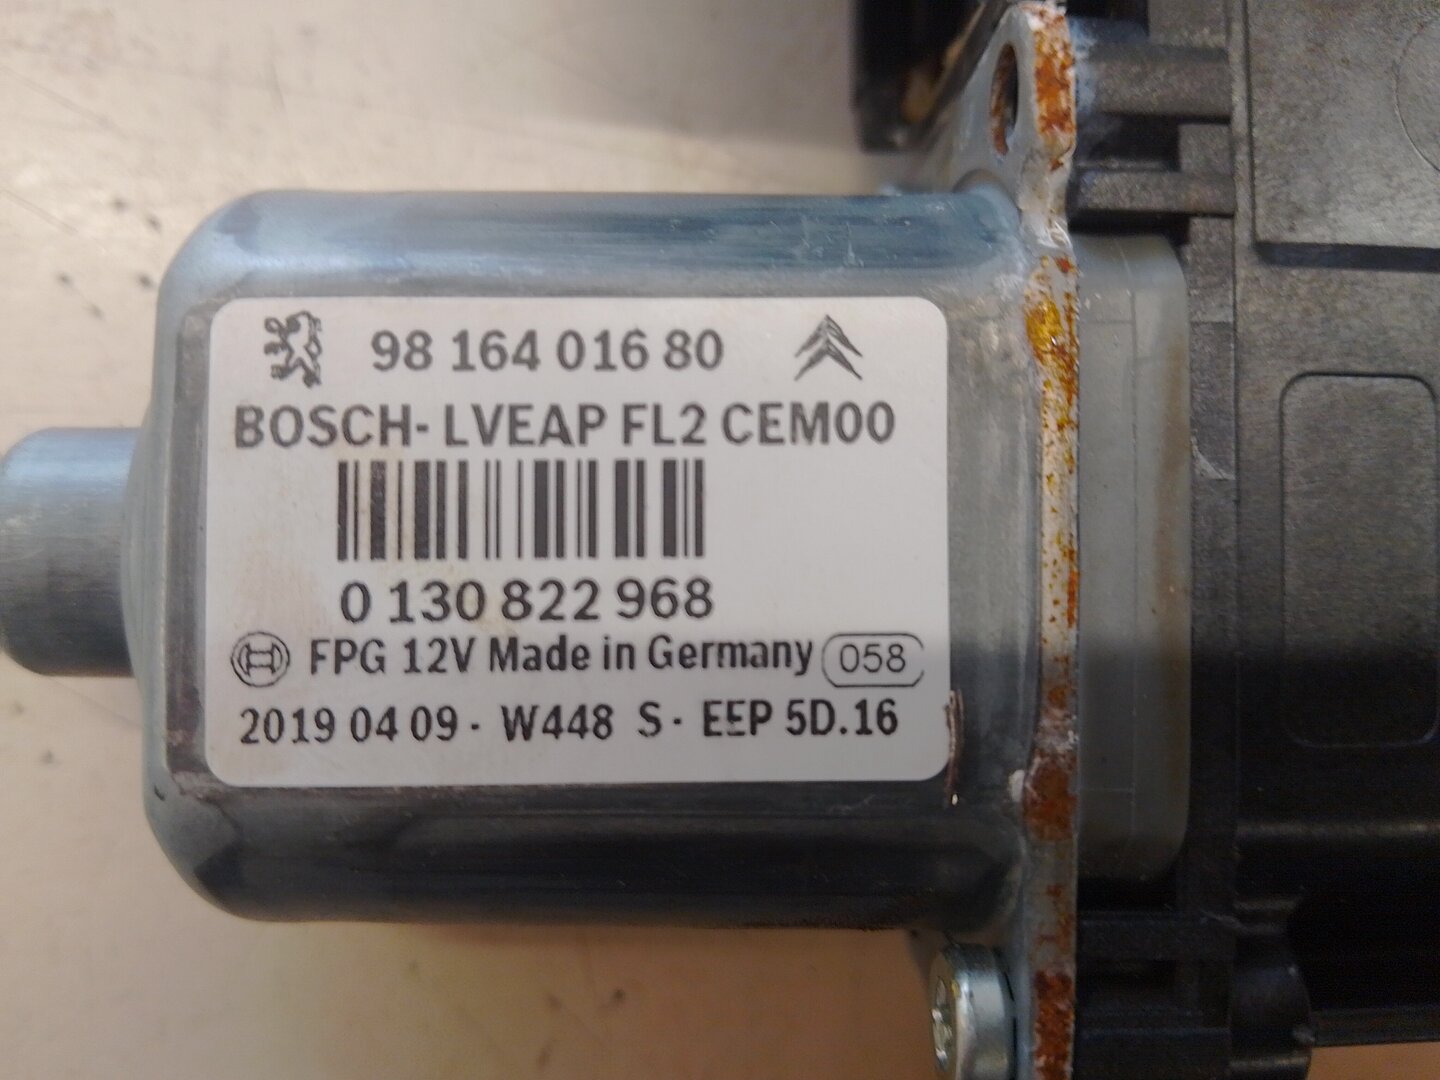 98 164 016 80
BOSCH- LVEAP FL2 CEM00
0 130 822 968
FPG 12V Made in Germany 058
2019 04 09 - W448 S - EEP 5D.16